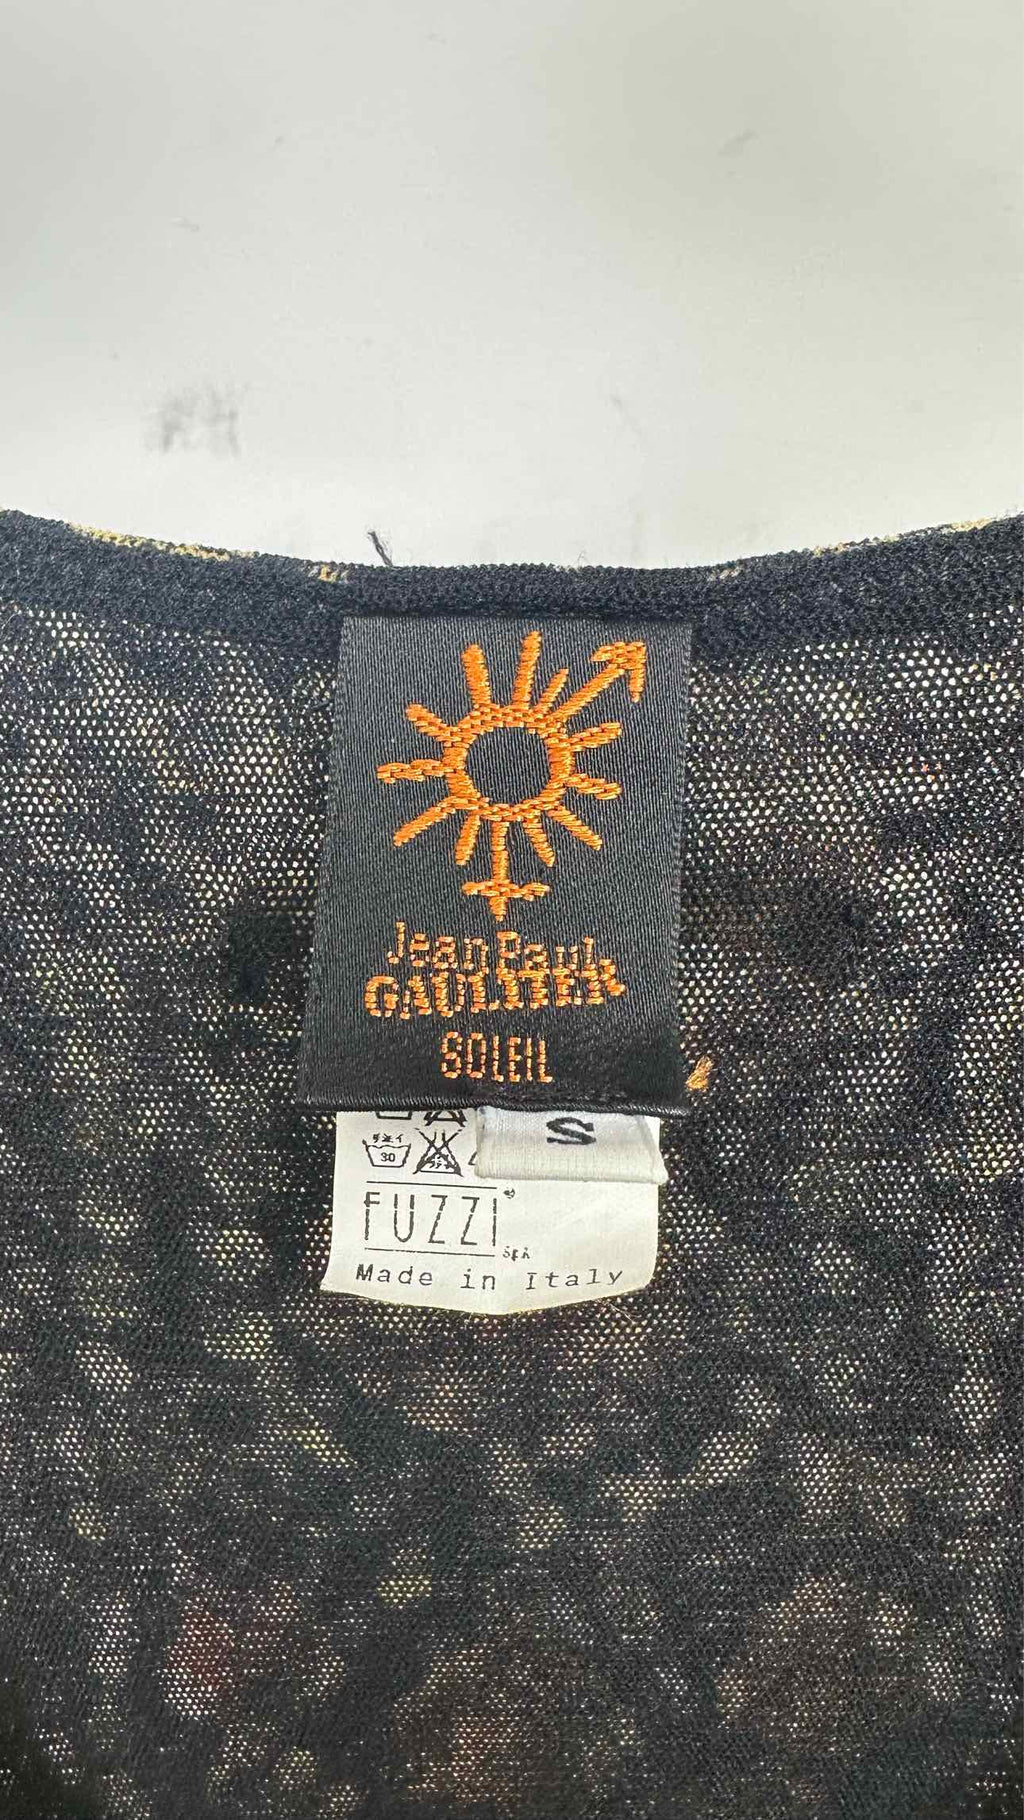 Jean Paul
GAULTIER
SOLEIL
S
30
FUZZI
SpA
Made in Italy